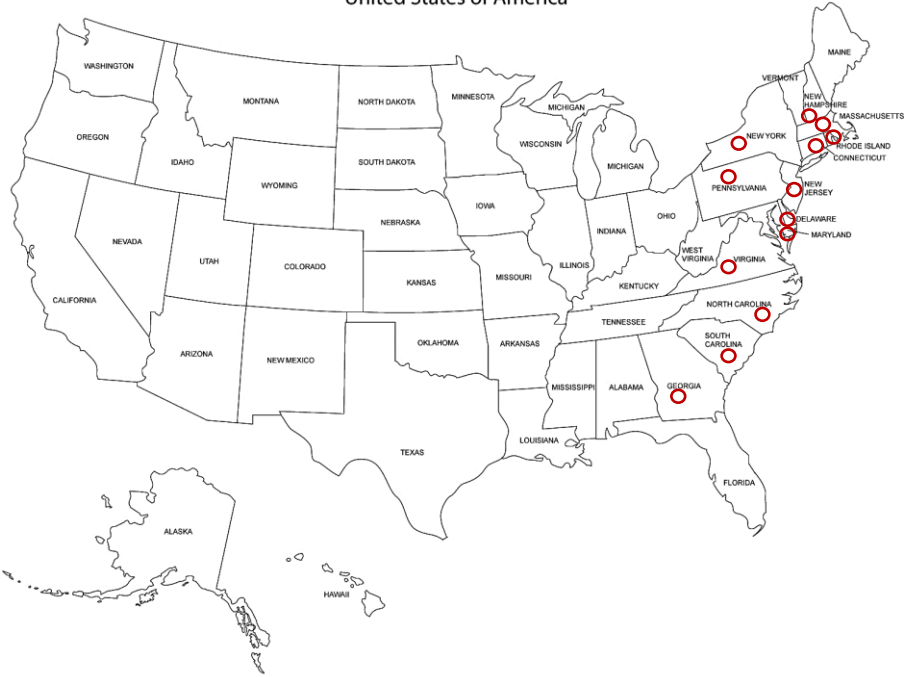 United States of America
WASHINGTON
MAINE
VERMONT
MONTANA
NORTH DAKOTA
MINNESOTA
NEW
HAMPSHIRE
MICHIGAN
MASSACHUSETTS
OREGON
NEW YORK
WISCONSIN
RHODE ISLAND
CONNECTICUT
IDAHO
SOUTH DAKOTA
MICHIGAN
WYOMING
PENNSYLVANIA
NEW
JERSEY
IOWA
OHIO
NEBRASKA
DELAWARE
NEVADA
INDIANA
MARYLAND
UTAH
COLORADO
ILLINOIS
WEST
VIRGINIA
VIRGINIA
MISSOURI
KANSAS
KENTUCKY
CALIFORNIA
NORTH CAROLINA
TENNESSEE
SOUTH
CAROLINA
ARIZONA
NEW MEXICO
OKLAHOMA
ARKANSAS
MISSISSIPPI
ALABAMA
GEORGIA
LOUISIANA
TEXAS
FLORIDA
ALASKA
HAWAII